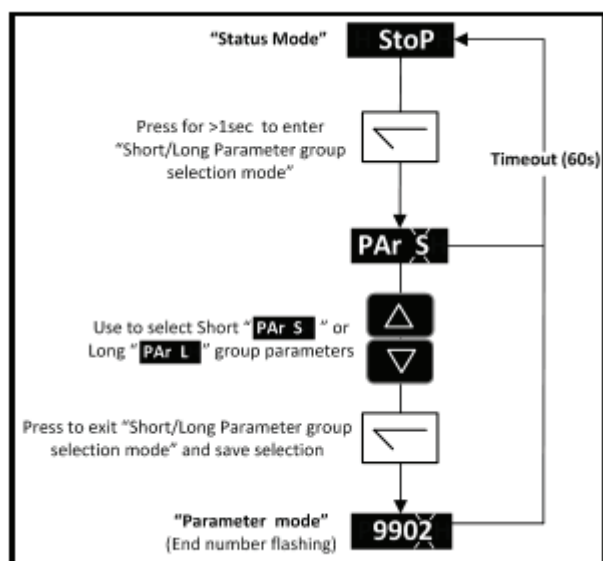 "Status Mode" StoP
Press for >1sec to enter
"Short/Long Parameter group
selection mode"
Timeout (60s)
PAr S
Use to select Short "PAr S" or
Long "PAr L" group parameters
Press to exit "Short/Long Parameter group
selection mode" and save selection
"Parameter mode" 9902
(End number flashing)